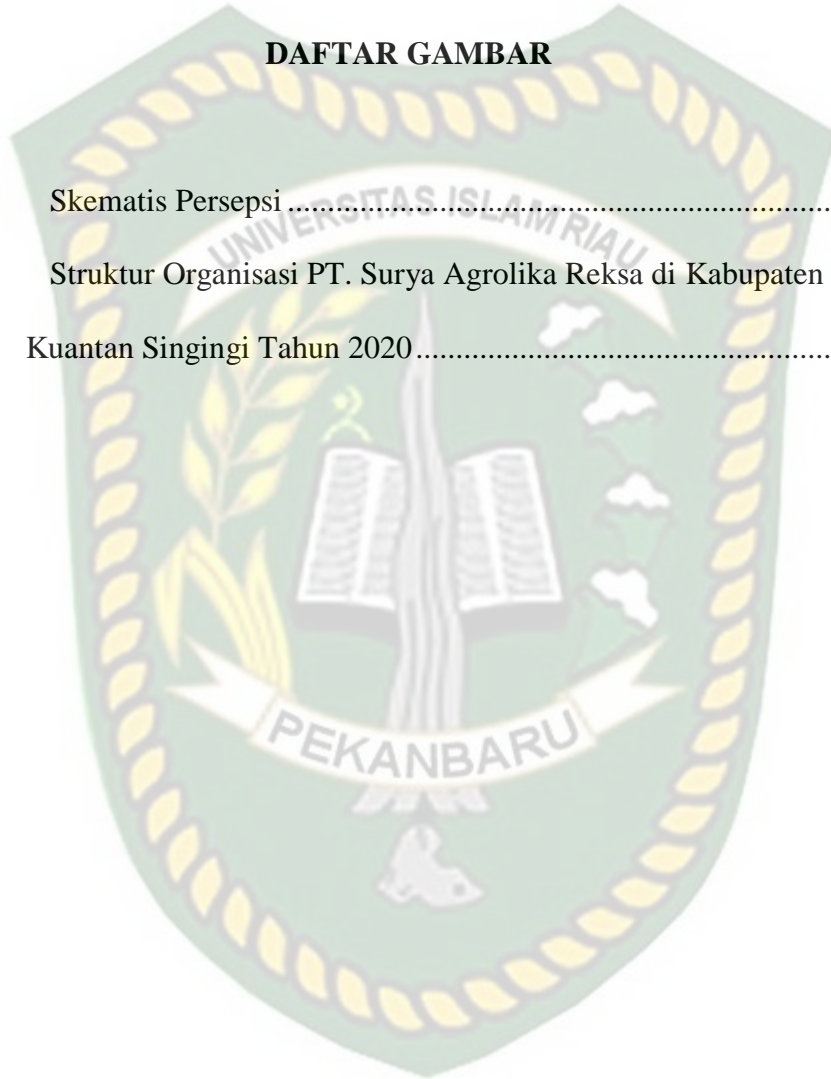 DAFTAR GAMBAR
Skematis Persepsi......................................................................
UNIVERSITAS ISLAM RIAU
Struktur Organisasi PT. Surya Agrolika Reksa di Kabupaten
Kuantan Singingi Tahun 2020.....................................................
PEKANBARU